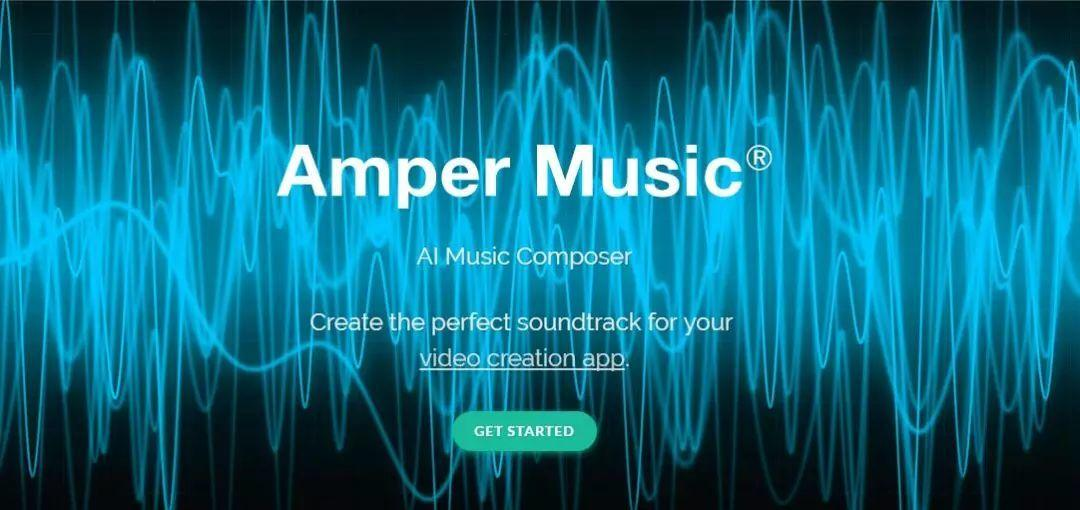 Amper Music®
AI Music Composer
Create the perfect soundtrack for your
video creation app.
GET STARTED